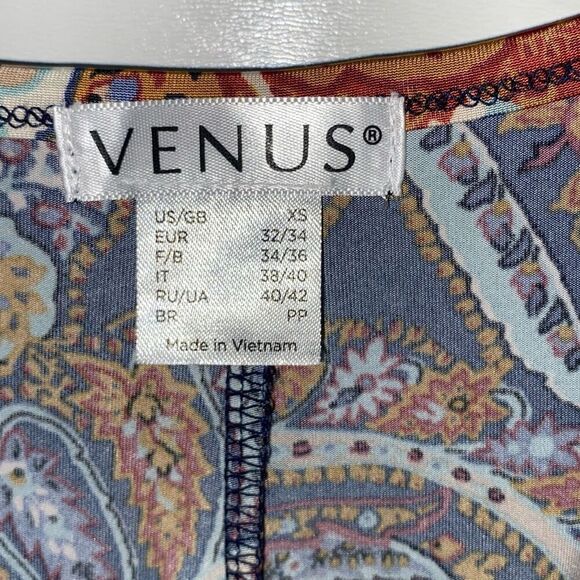 VENUS®
US/GB XS
EUR 32/34
F/B 34/36
IT 38/40
RU/UA 40/42
BR PP
Made in Vietnam